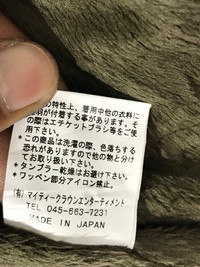 の特性上、着用中他の衣料に
が付着する事があります。そ
はエチケットブラシ等をご使
用下さい。
*この商品は洗濯の際、色落ちする
恐れがありますので他の物と分け
てお取り扱い下さい。
*タンブラー乾燥はお避け下さい。
*ワッペン部分アイロン禁止。
(有)マイティークラウンエンターティメント
TEL 045-663-7231
MADE IN JAPAN